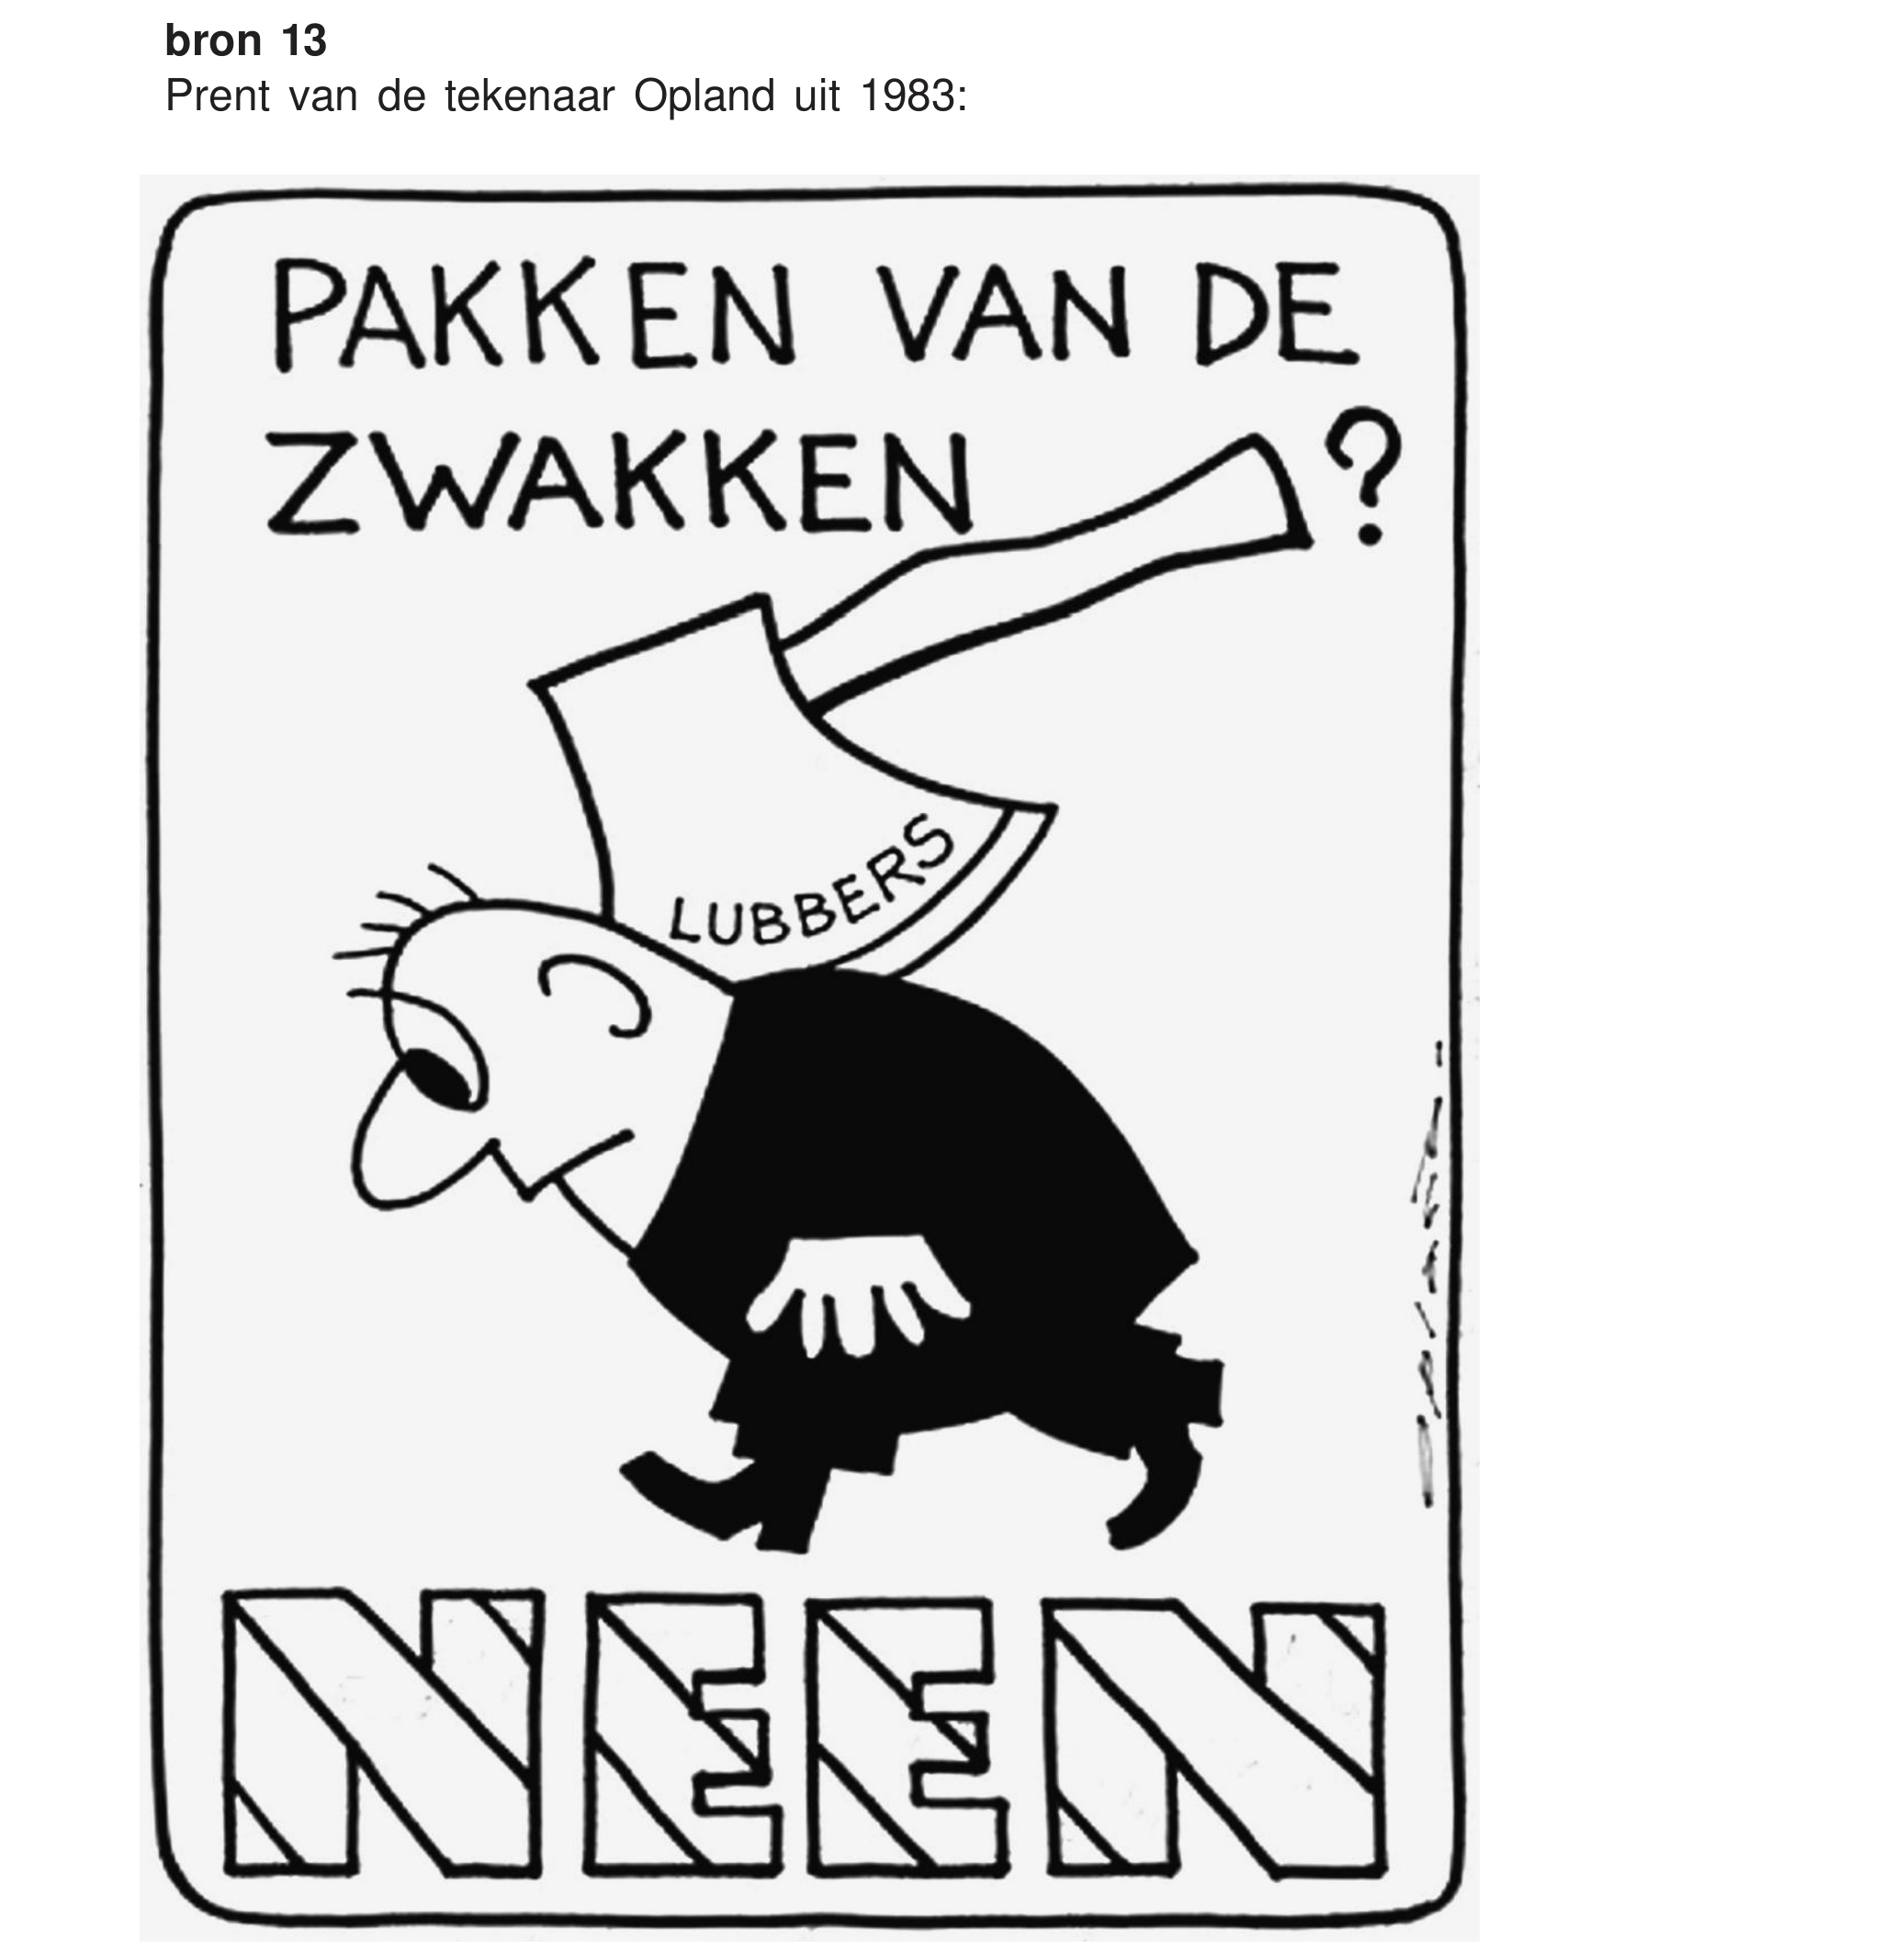 bron 13
Prent van de tekenaar Opland uit 1983:
PAKKEN VAN DE
ZWAKKEN ?
LUBBERS
NEEN